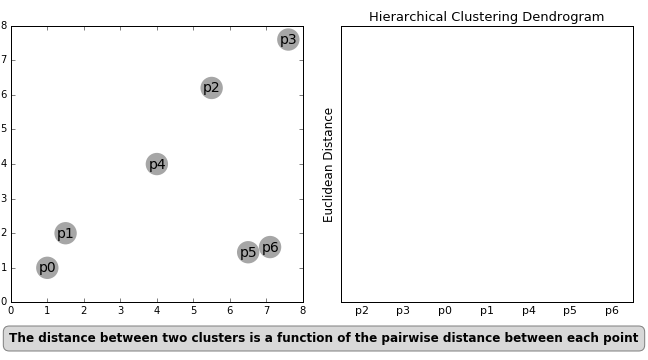 Hierarchical Clustering Dendrogram
8
7
6
5
4
3
2
1
0
p3
p2
p4
p1
p0
p5
p6
0 1 2 3 4 5 6 7 8
Euclidean Distance
p2 p3 p0 p1 p4 p5 p6
The distance between two clusters is a function of the pairwise distance between each point